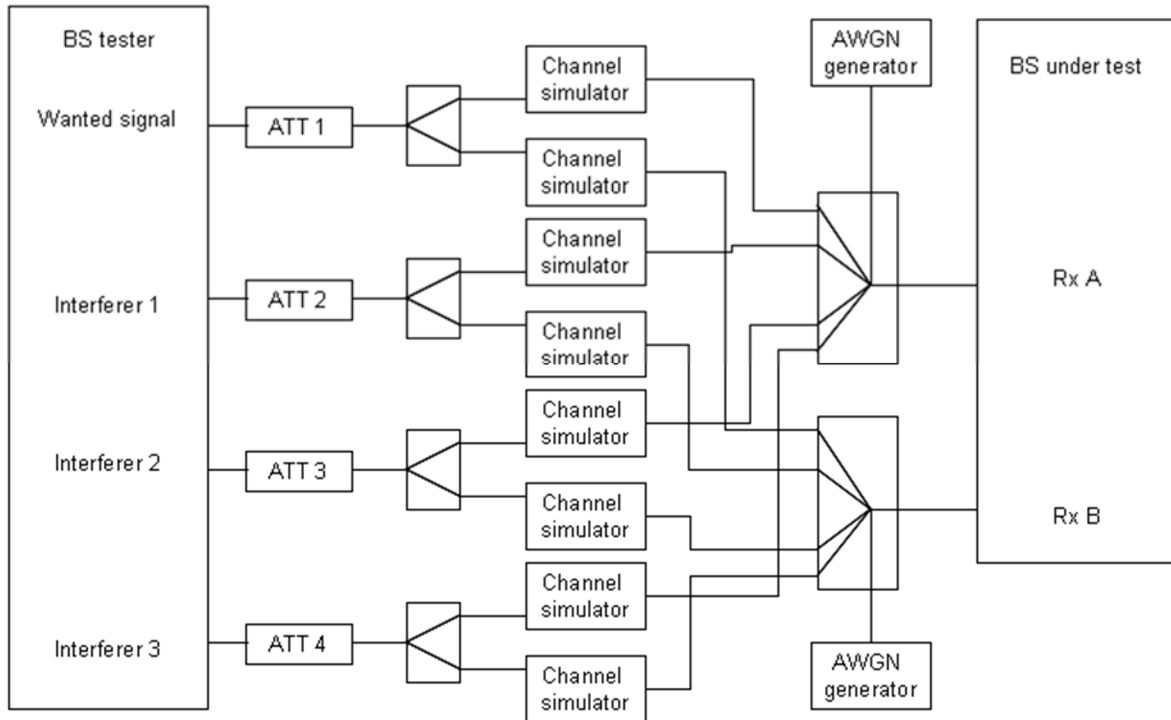 BS tester
Wanted signal
Interferer 1
Interferer 2
Interferer 3
ATT 1
ATT 2
ATT 3
ATT 4
Channel
simulator
Channel
simulator
Channel
simulator
Channel
simulator
Channel
simulator
Channel
simulator
Channel
simulator
Channel
simulator
AWGN
generator
AWGN
generator
BS under test
Rx A
Rx B